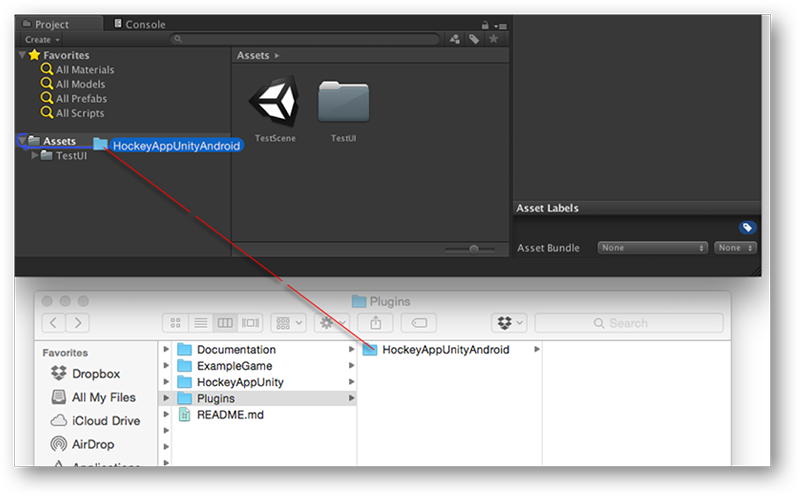 Project
Console
Create
Favorites
All Materials
All Models
All Prefabs
All Scripts
Assets
TestUI
HockeyAppUnityAndroid
Assets
TestScene
TestUI
Asset Labels
Asset Bundle
None
None
Plugins
Search
Favorites
Dropbox
All My Files
iCloud Drive
AirDrop
Applications
Documentation
ExampleGame
HockeyAppUnity
Plugins
README.md
HockeyAppUnityAndroid